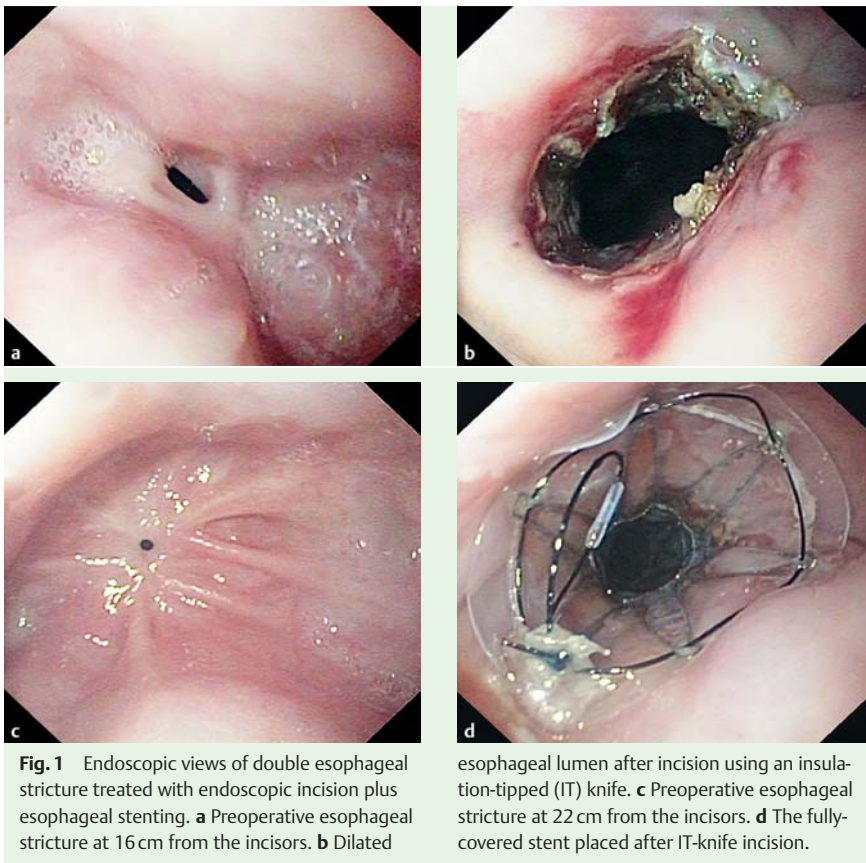 a
b
c
d
Fig. 1 Endoscopic views of double esophageal
stricture treated with endoscopic incision plus
esophageal stenting. a Preoperative esophageal
stricture at 16 cm from the incisors. b Dilated
esophageal lumen after incision using an insula-
tion-tipped (IT) knife. c Preoperative esophageal
stricture at 22 cm from the incisors. d The fully-
covered stent placed after IT-knife incision.